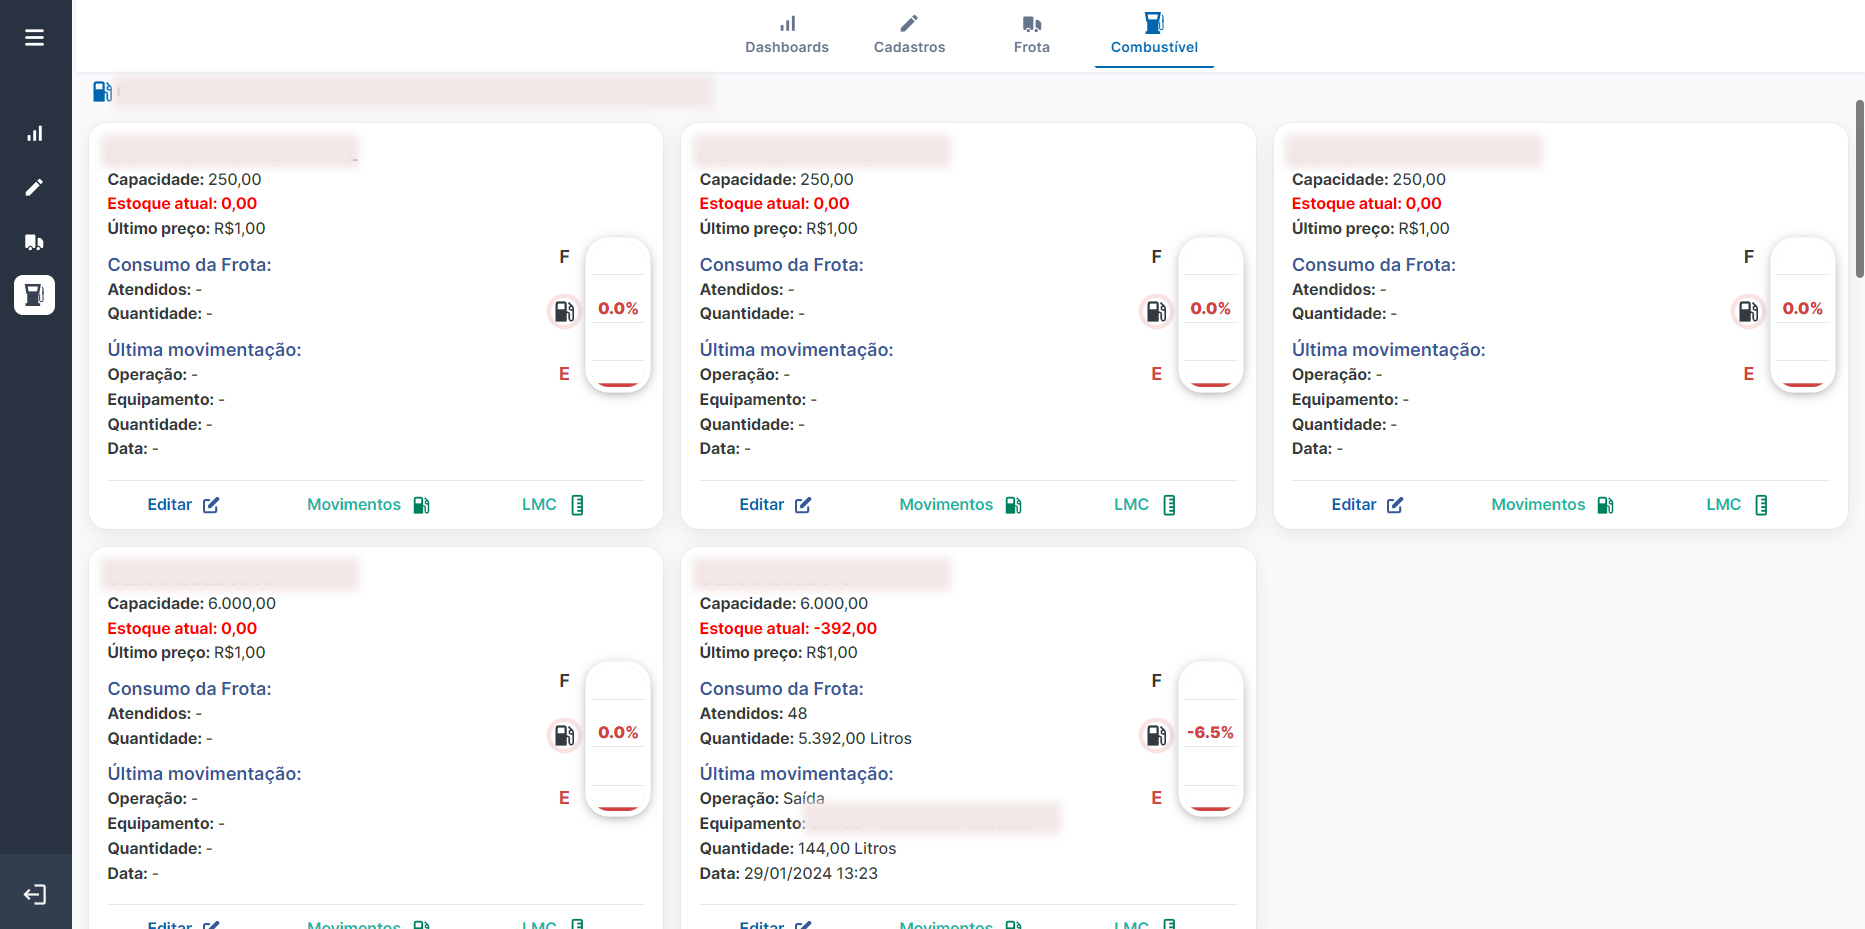 Dashboards
Cadastros
Frota
Combustível
Capacidade: 250,00
Estoque atual: 0,00
Último preço: R$1,00
Consumo da Frota:
Atendidos: -
Quantidade: -
Última movimentação:
Operação: -
Equipamento: -
Quantidade: -
Data: -
F
0.0%
E
Editar
Movimentos
LMC
Capacidade: 250,00
Estoque atual: 0,00
Último preço: R$1,00
Consumo da Frota:
Atendidos: -
Quantidade: -
Última movimentação:
Operação: -
Equipamento: -
Quantidade: -
Data: -
F
0.0%
E
Editar
Movimentos
LMC
Capacidade: 250,00
Estoque atual: 0,00
Último preço: R$1,00
Consumo da Frota:
Atendidos: -
Quantidade: -
Última movimentação:
Operação: -
Equipamento: -
Quantidade: -
Data: -
F
0.0%
E
Editar
Movimentos
LMC
Capacidade: 6.000,00
Estoque atual: 0,00
Último preço: R$1,00
Consumo da Frota:
Atendidos: -
Quantidade: -
Última movimentação:
Operação: -
Equipamento: -
Quantidade: -
Data: -
F
0.0%
E
Editar
Movimentos
LMC
Capacidade: 6.000,00
Estoque atual: -392,00
Último preço: R$1,00
Consumo da Frota:
Atendidos: 48
Quantidade: 5.392,00 Litros
Última movimentação:
Operação: Saída
Equipamento:
Quantidade: 144,00 Litros
Data: 29/01/2024 13:23
F
-6.5%
E
Editar
Movimentos
LMC